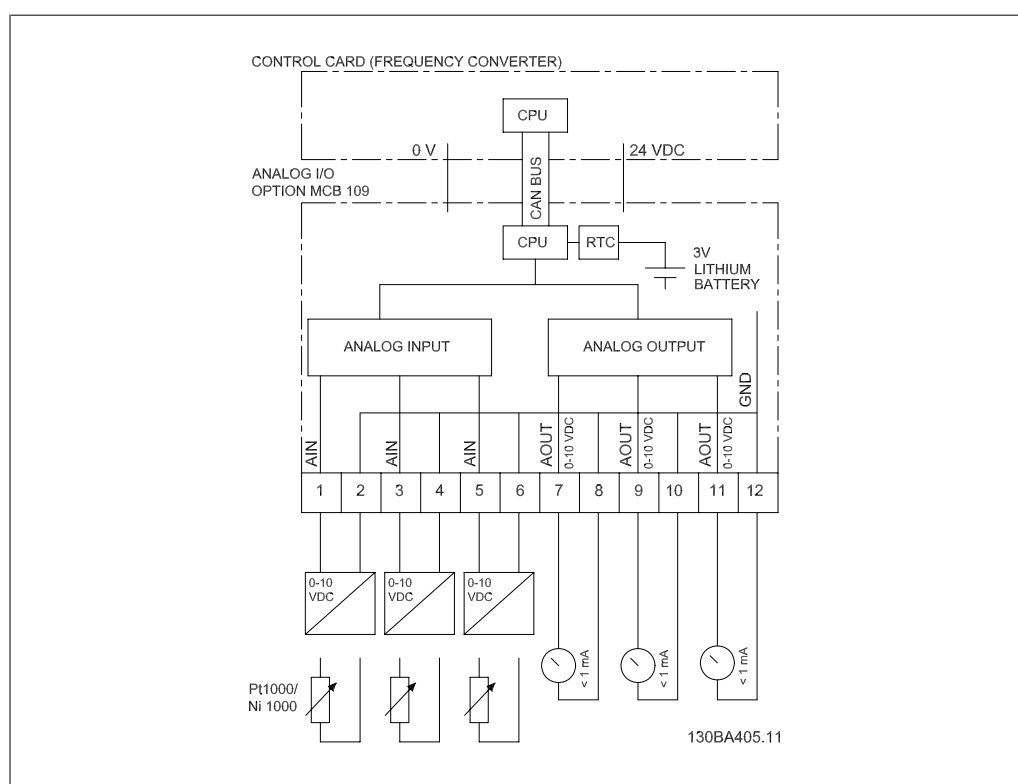 CONTROL CARD (FREQUENCY CONVERTER)
CPU
0 V
24 VDC
CAN BUS
ANALOG I/O
OPTION MCB 109
CPU
RTC
3V
LITHIUM
BATTERY
ANALOG INPUT
ANALOG OUTPUT
GND
AIN
AIN
AIN
AOUT
0-10 VDC
AOUT
0-10 VDC
AOUT
0-10 VDC
1 2 3 4 5 6 7 8 9 10 11 12
0-10
VDC
0-10
VDC
0-10
VDC
< 1 mA
< 1 mA
< 1 mA
Pt1000/
Ni 1000
130BA405.11